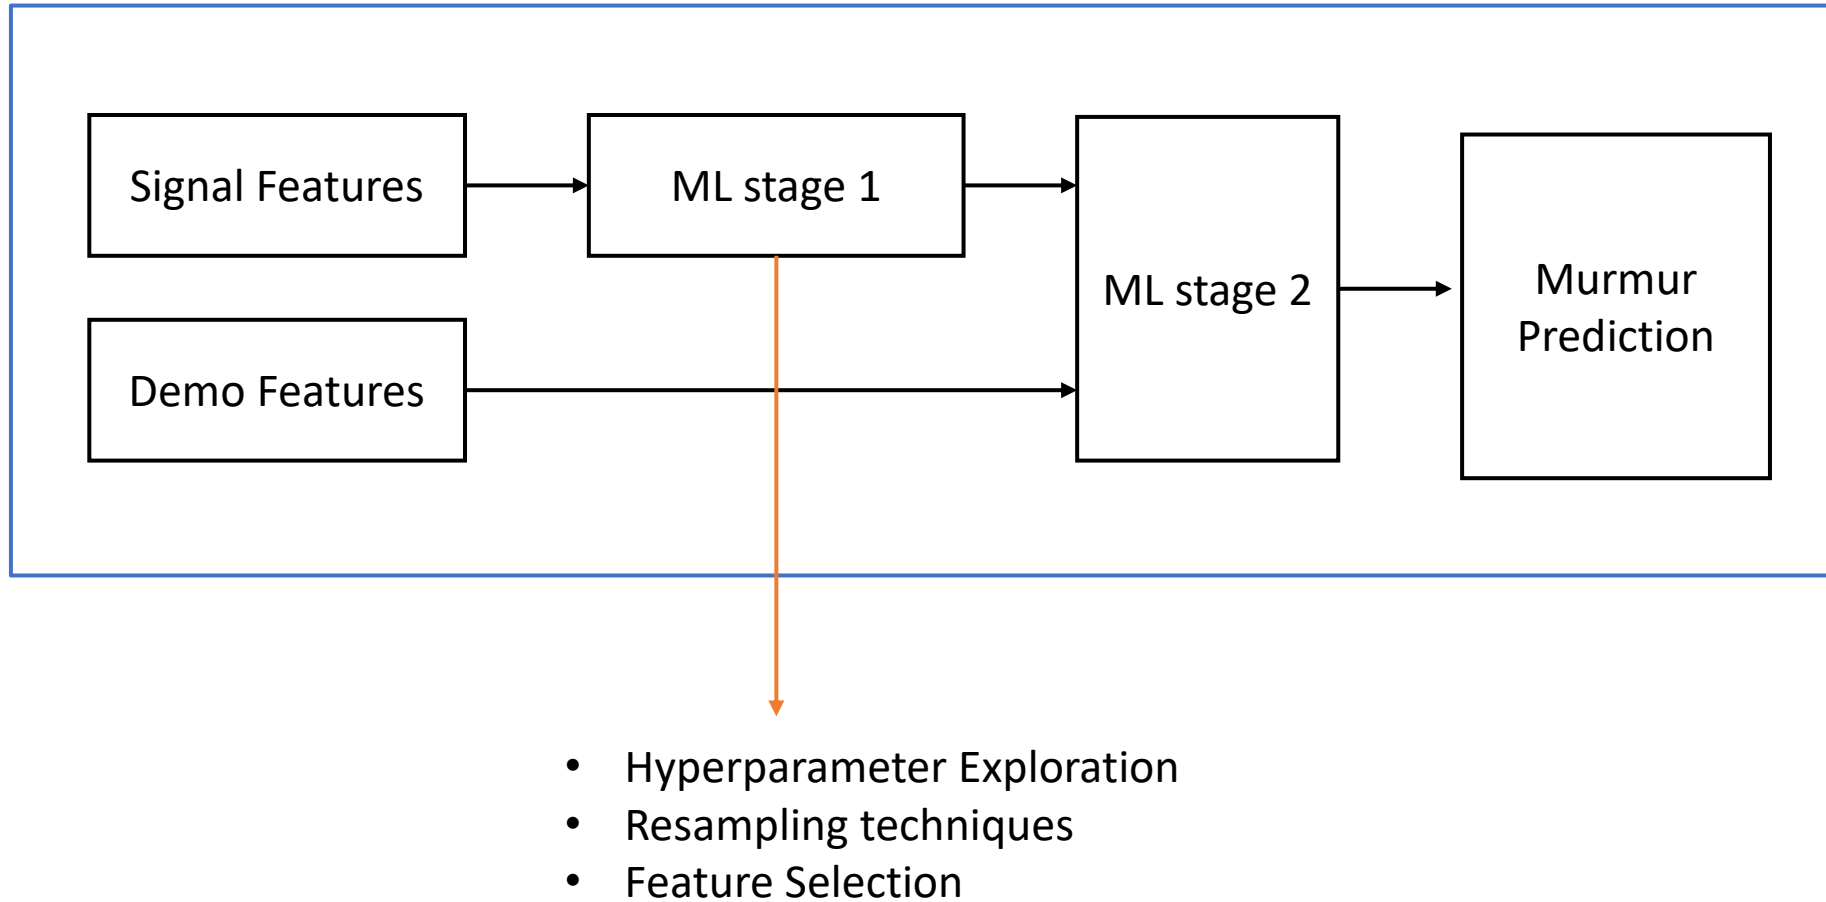 Signal Features
ML stage 1
Demo Features
ML stage 2
Murmur
Prediction
• Hyperparameter Exploration
• Resampling techniques
• Feature Selection